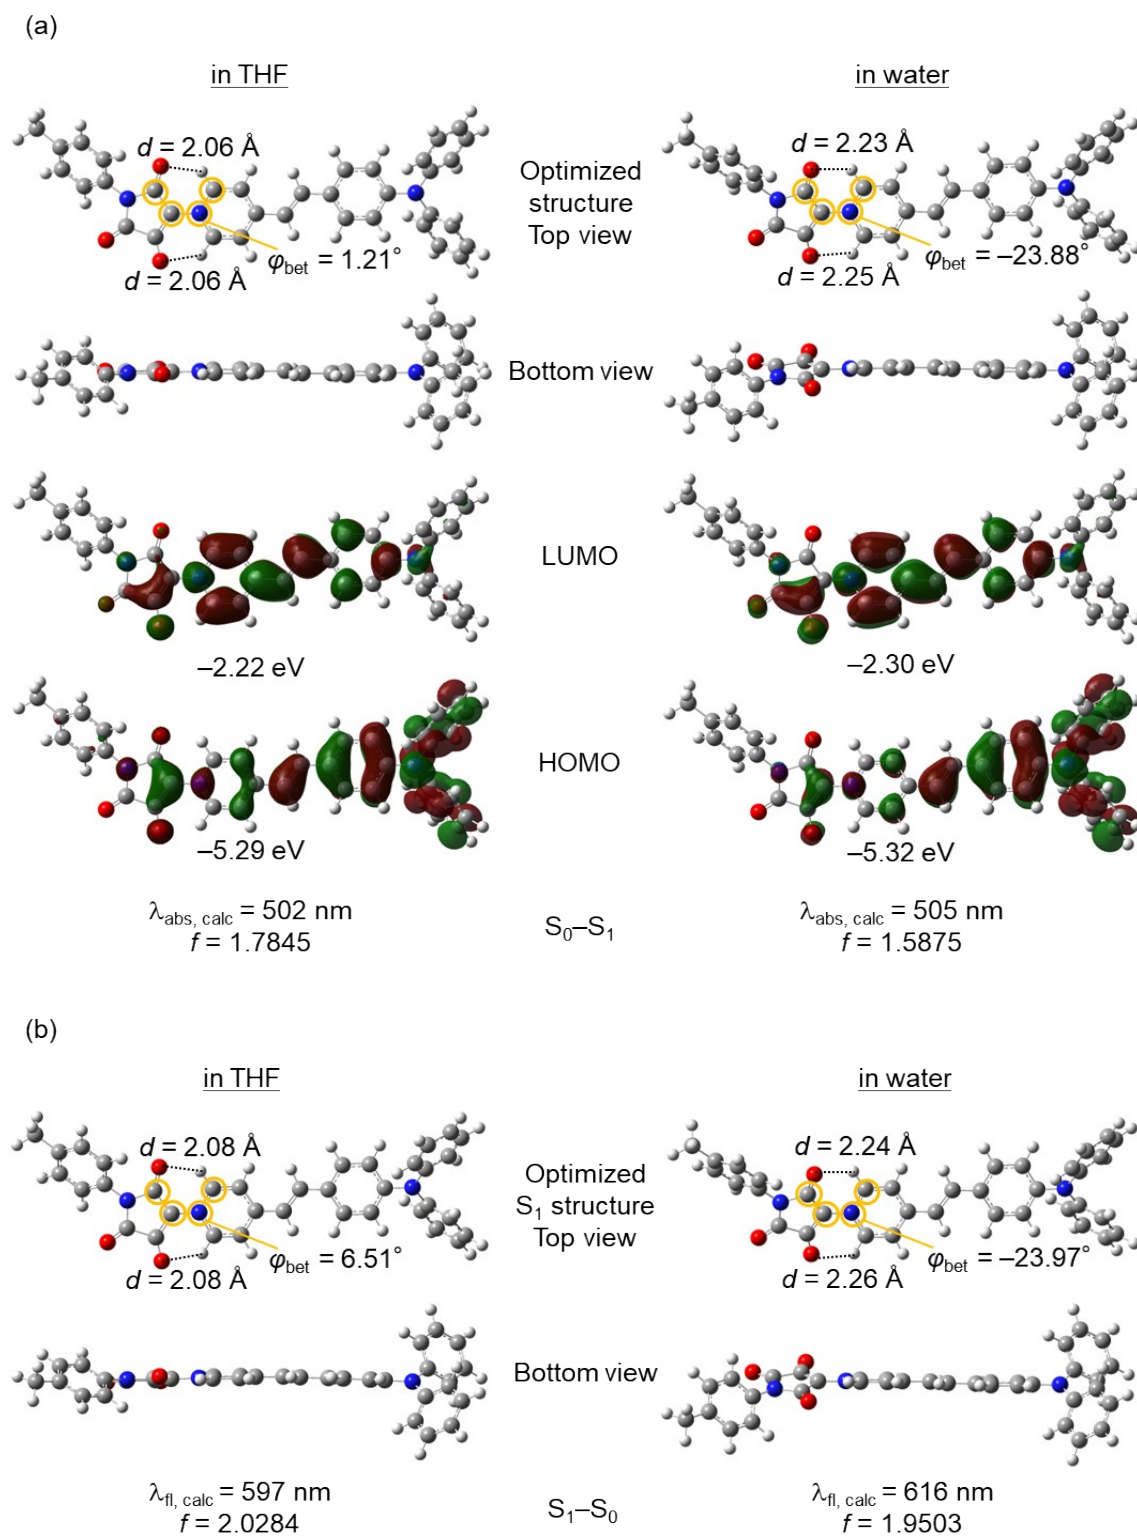 (a)
in THF
in water
d = 2.06 Å
d = 2.06 Å
φbet = 1.21°
Optimized
structure
Top view
d = 2.23 Å
d = 2.25 Å
φbet = –23.88°
Bottom view
LUMO
–2.22 eV
–2.30 eV
HOMO
–5.29 eV
–5.32 eV
λabs, calc = 502 nm
f = 1.7845
S0–S1
λabs, calc = 505 nm
f = 1.5875
(b)
in THF
in water
d = 2.08 Å
d = 2.08 Å
φbet = 6.51°
Optimized
S1 structure
Top view
d = 2.24 Å
d = 2.26 Å
φbet = –23.97°
Bottom view
λfl, calc = 597 nm
f = 2.0284
S1–S0
λfl, calc = 616 nm
f = 1.9503